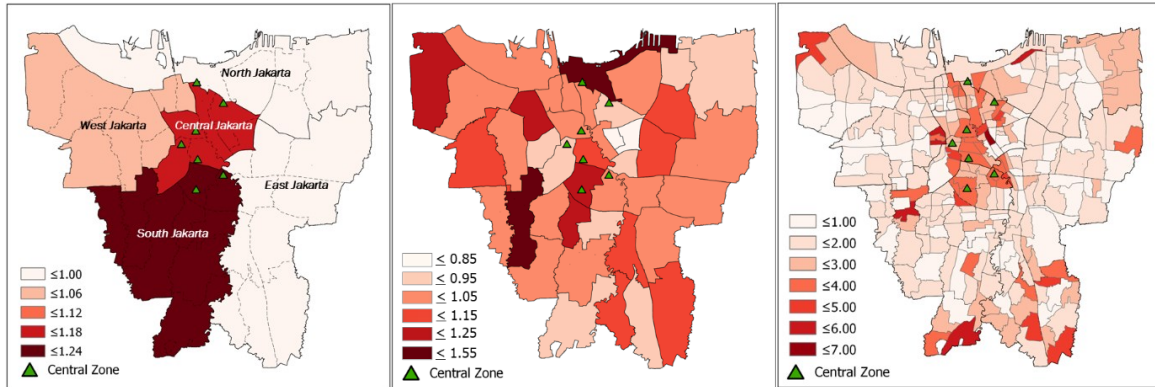 North Jakarta
West Jakarta
Central Jakarta
East Jakarta
South Jakarta
≤1.00
≤1.06
≤1.12
≤1.18
≤1.24
Central Zone
≤ 0.85
≤ 0.95
≤ 1.05
≤ 1.15
≤ 1.25
≤ 1.55
Central Zone
≤1.00
≤2.00
≤3.00
≤4.00
≤5.00
≤6.00
≤7.00
Central Zone